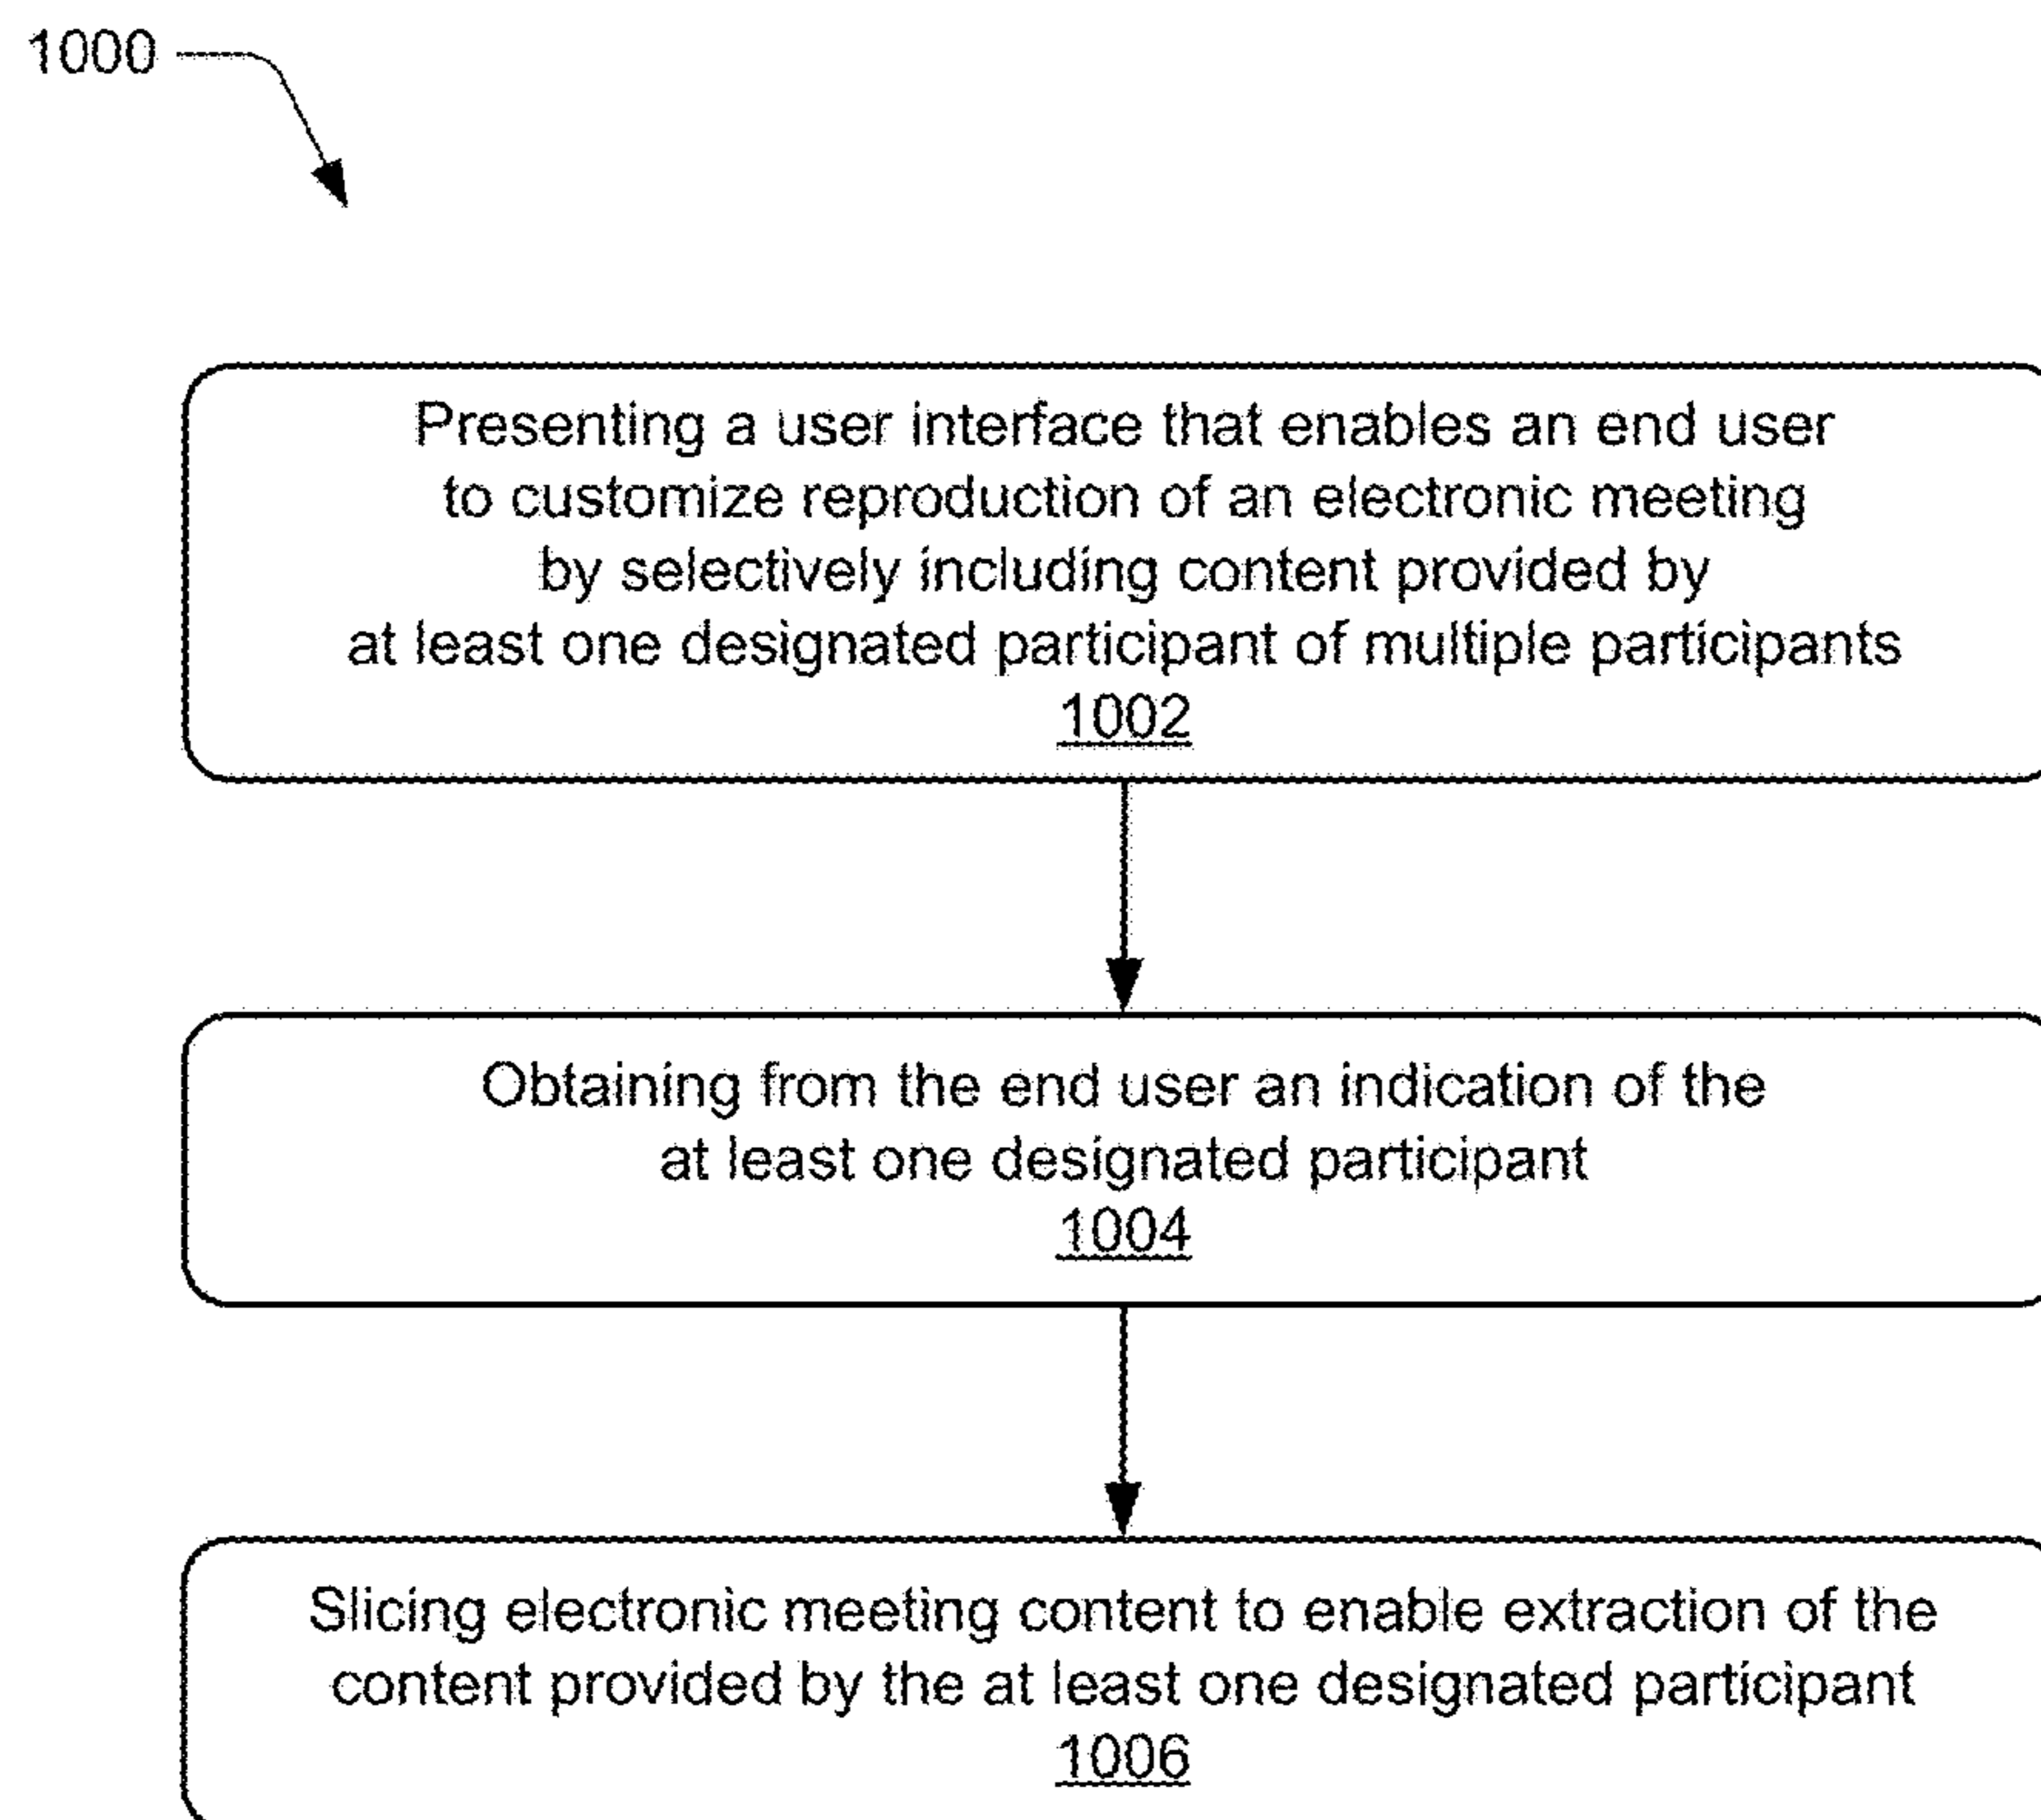 1000
Presenting a user interface that enables an end user
to customize reproduction of an electronic meeting
by selectively including content provided by
at least one designated participant of multiple participants
1002
Obtaining from the end user an indication of the
at least one designated participant
1004
Slicing electronic meeting content to enable extraction of the
content provided by the at least one designated participant
1006